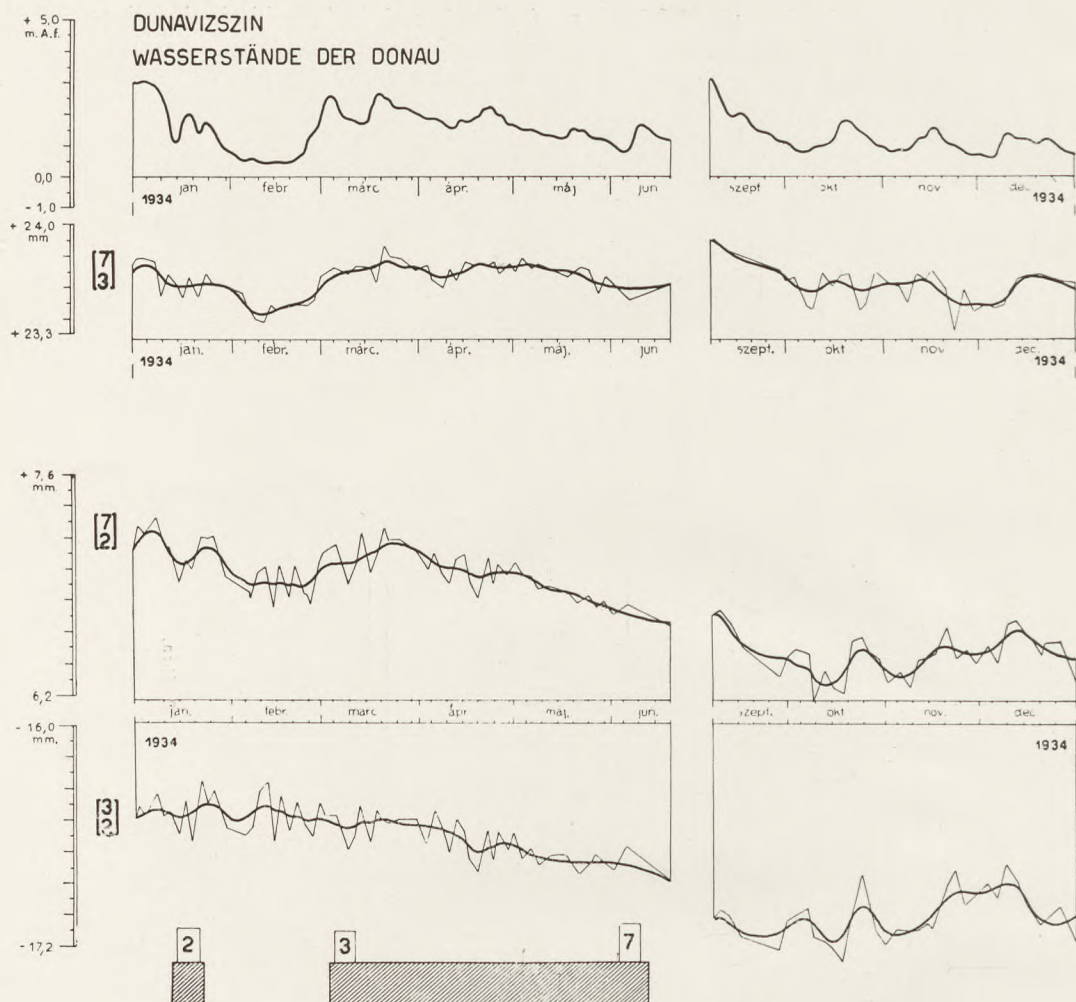 + 5,0
m.A.f.
DUNAVIZSZIN
WASSERSTÄNDE DER DONAU
0,0
- 1,0
jan febr márc ápr. máj jun szept okt nov dec.
1934 1934
+ 24,0
mm
[7
3]
+ 23,3
jan. febr. márc. ápr. máj. jun szept. okt nov dec.
1934 1934
+ 7,6
mm.
[7
2]
6,2
jan. febr. marc ápr máj. jun. szept. okt nov. dec
- 16,0
mm.
1934 1934
[3
2]
- 17,2
2 3 7